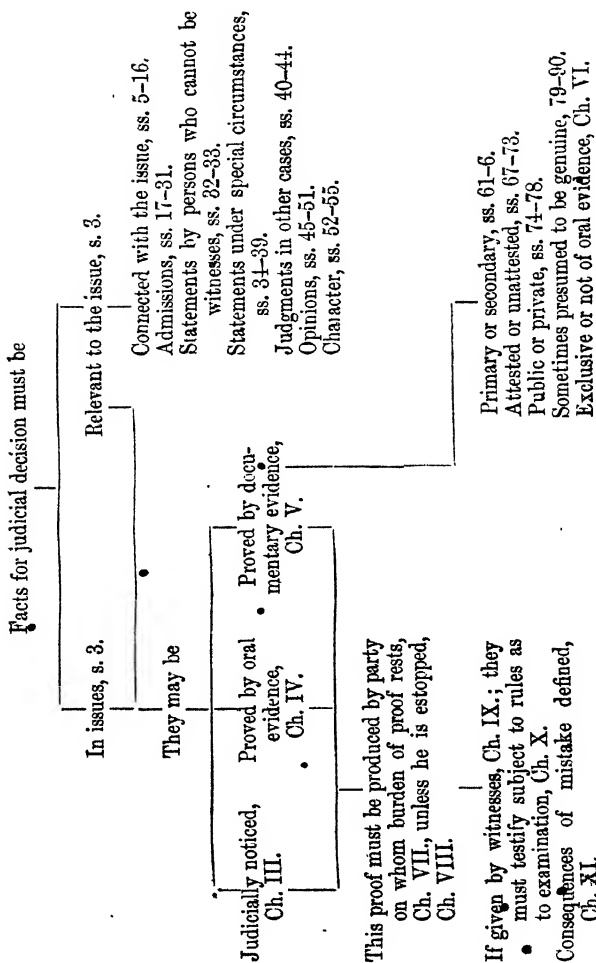 Facts for judicial decision must be
In issues, s. 3.
Relevant to the issue, s. 3.
Connected with the issue, ss. 5-16.
Admissions, ss. 17-31.
Statements by persons who cannot be
witnesses, ss. 32-33.
Statements under special circumstances,
ss. 34-39.
Judgments in other cases, ss. 40-44.
Opinions, ss. 45-51.
Character, ss. 52-55.
They may be
Judicially noticed,
Ch. III.
Proved by oral
evidence,
Ch. IV.
Proved by docu-
mentary evidence,
Ch. V.
Primary or secondary, ss. 61-6.
Attested or unattested, ss. 67-73.
Public or private, ss. 74-78.
Sometimes presumed to be genuine, 79-90.
Exclusive or not of oral evidence, Ch. VI.
This proof must be produced by party
on whom burden of proof rests,
Ch. VII., unless he is estopped,
Ch. VIII.
If given by witnesses, Ch. IX.; they
must testify subject to rules as
to examination, Ch. X.
Consequences of mistake defined,
Ch. XI.